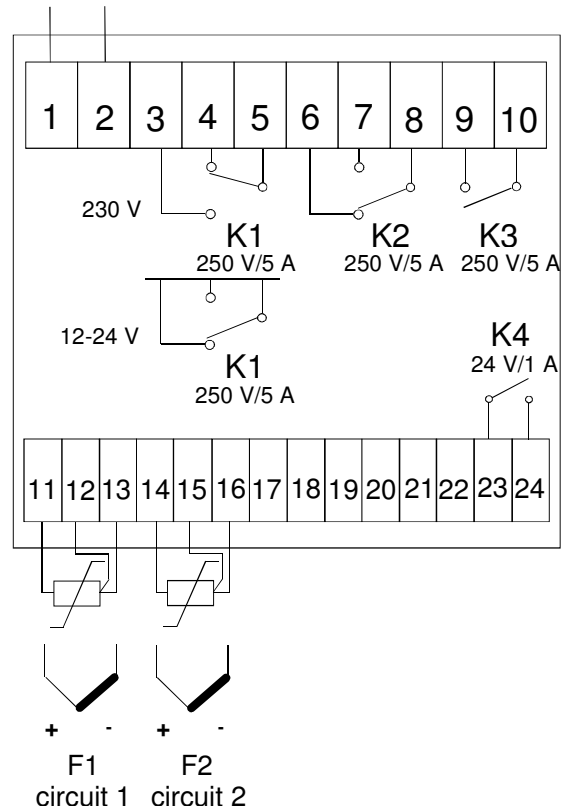 1 2 3 4 5 6 7 8 9 10
230 V
K1
250 V/5 A
K2
250 V/5 A
K3
250 V/5 A
12-24 V
K1
250 V/5 A
K4
24 V/1 A
11 12 13 14 15 16 17 18 19 20 21 22 23 24
+ - + -
F1
circuit 1
F2
circuit 2